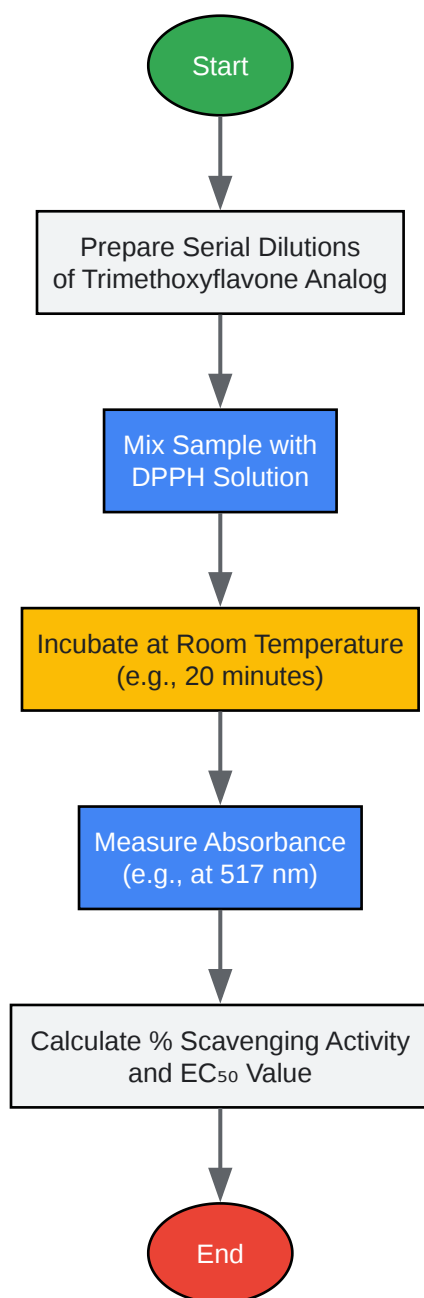 Start
Prepare Serial Dilutions
of Trimethoxyflavone Analog
Mix Sample with
DPPH Solution
Incubate at Room Temperature
(e.g., 20 minutes)
Measure Absorbance
(e.g., at 517 nm)
Calculate % Scavenging Activity
and EC₅₀ Value
End